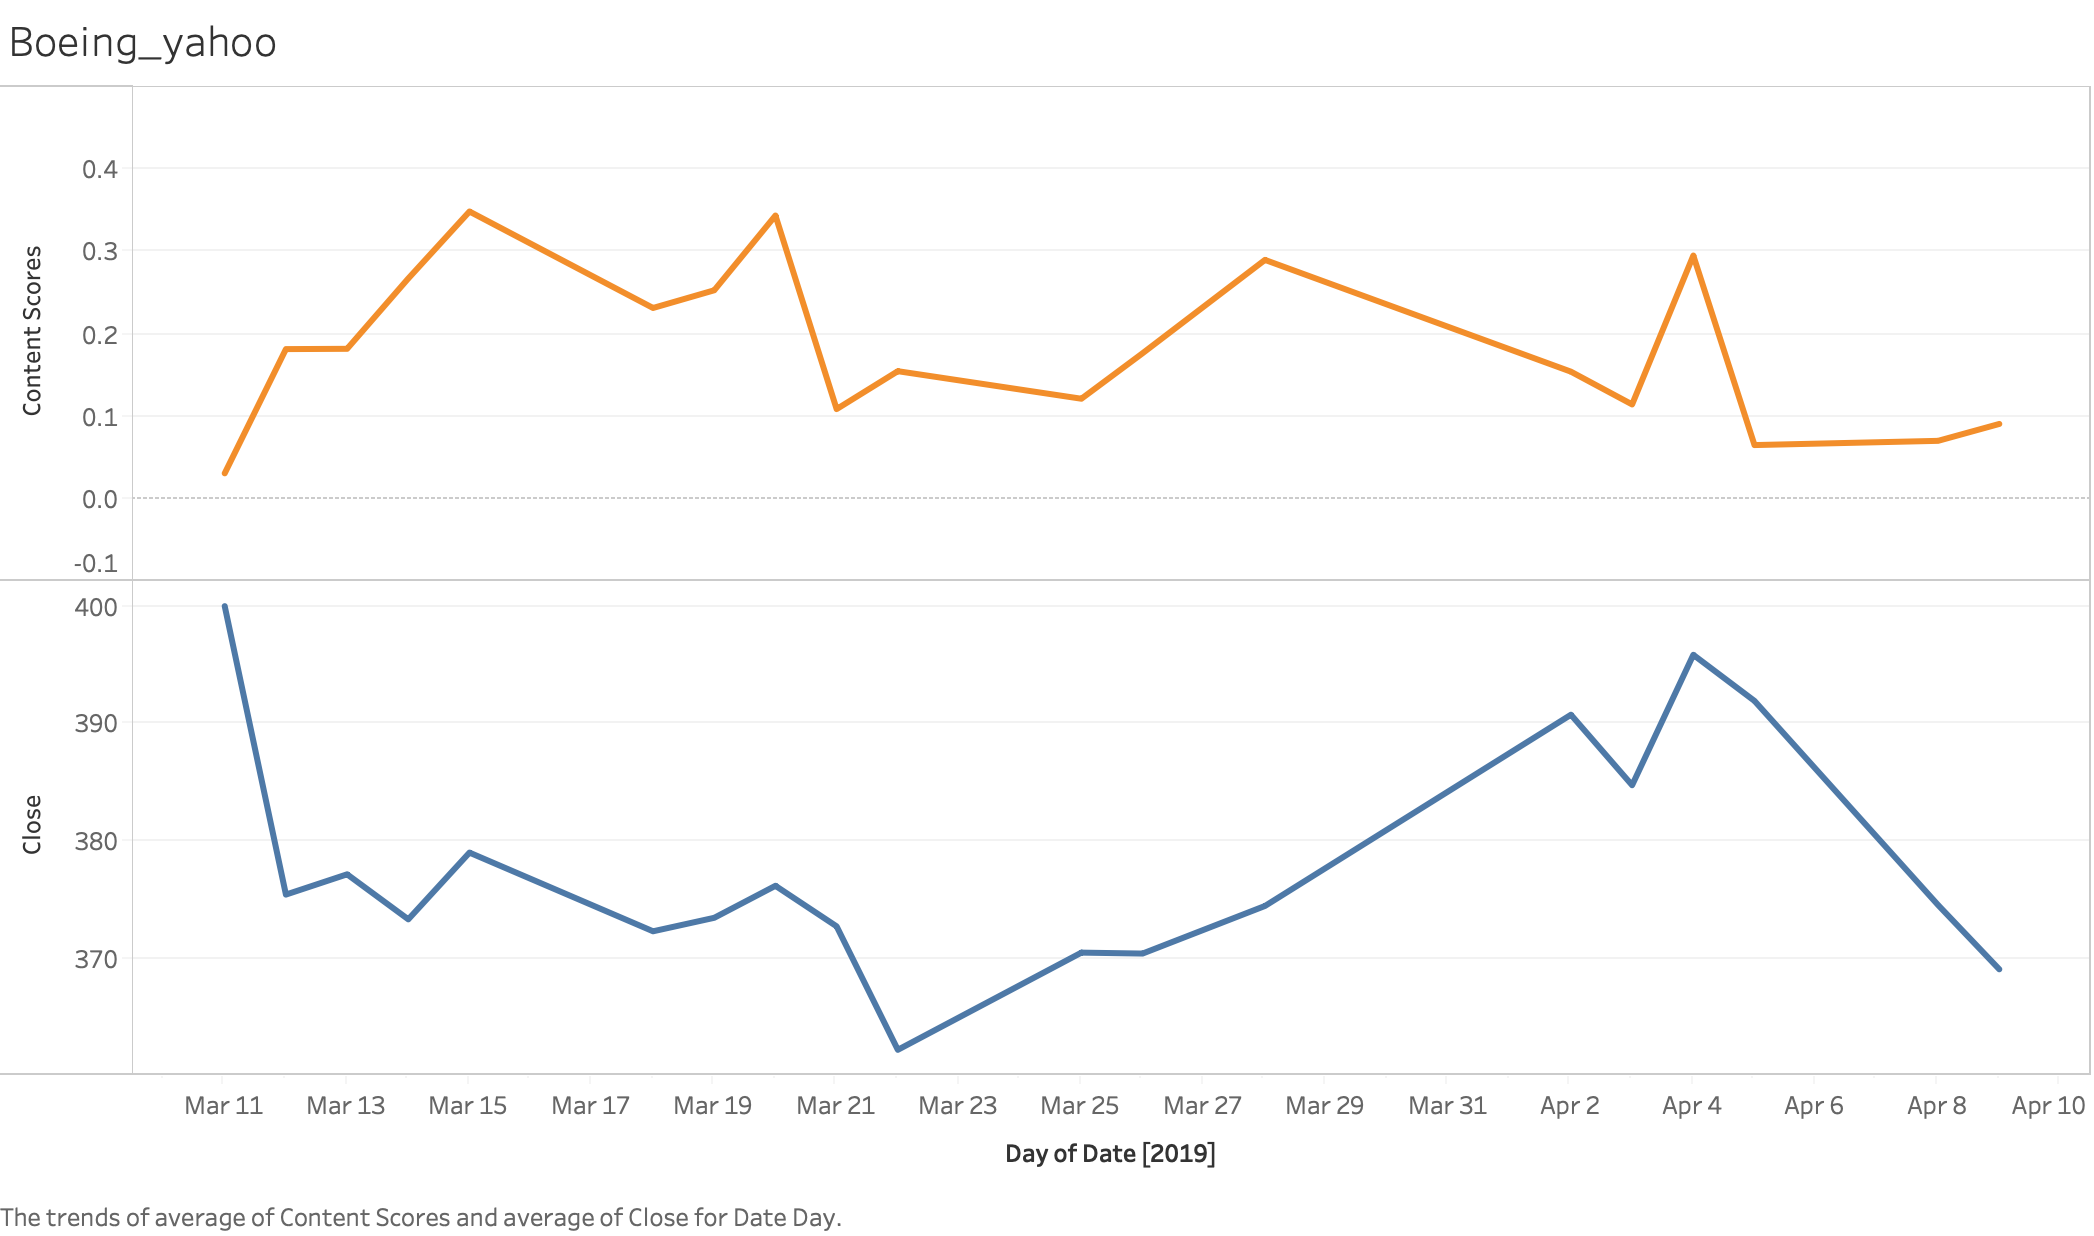 Boeing_yahoo
Content Scores
0.4
0.3
0.2
0.1
0.0
-0.1
Close
400
390
380
370
Mar 11 Mar 13 Mar 15 Mar 17 Mar 19 Mar 21 Mar 23 Mar 25 Mar 27 Mar 29 Mar 31 Apr 2 Apr 4 Apr 6 Apr 8 Apr 10
Day of Date [2019]
The trends of average of Content Scores and average of Close for Date Day.